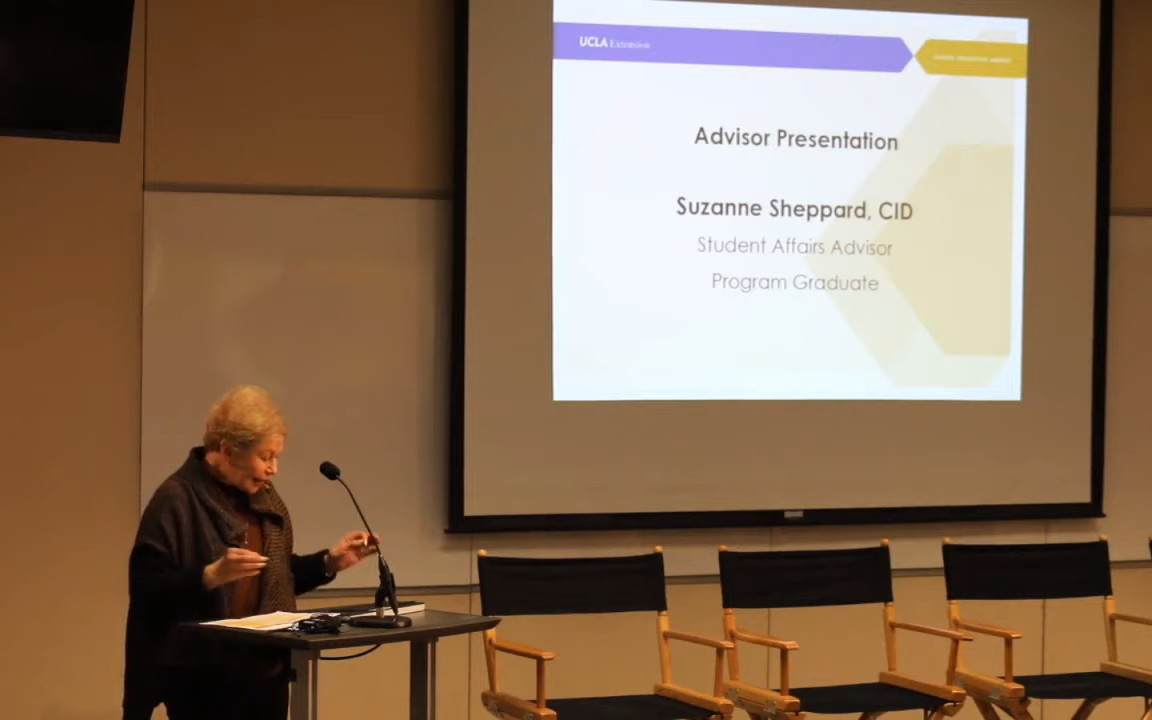 UCLA Extension
Advisor Presentation
Suzanne Sheppard, CID
Student Affairs Advisor
Program Graduate